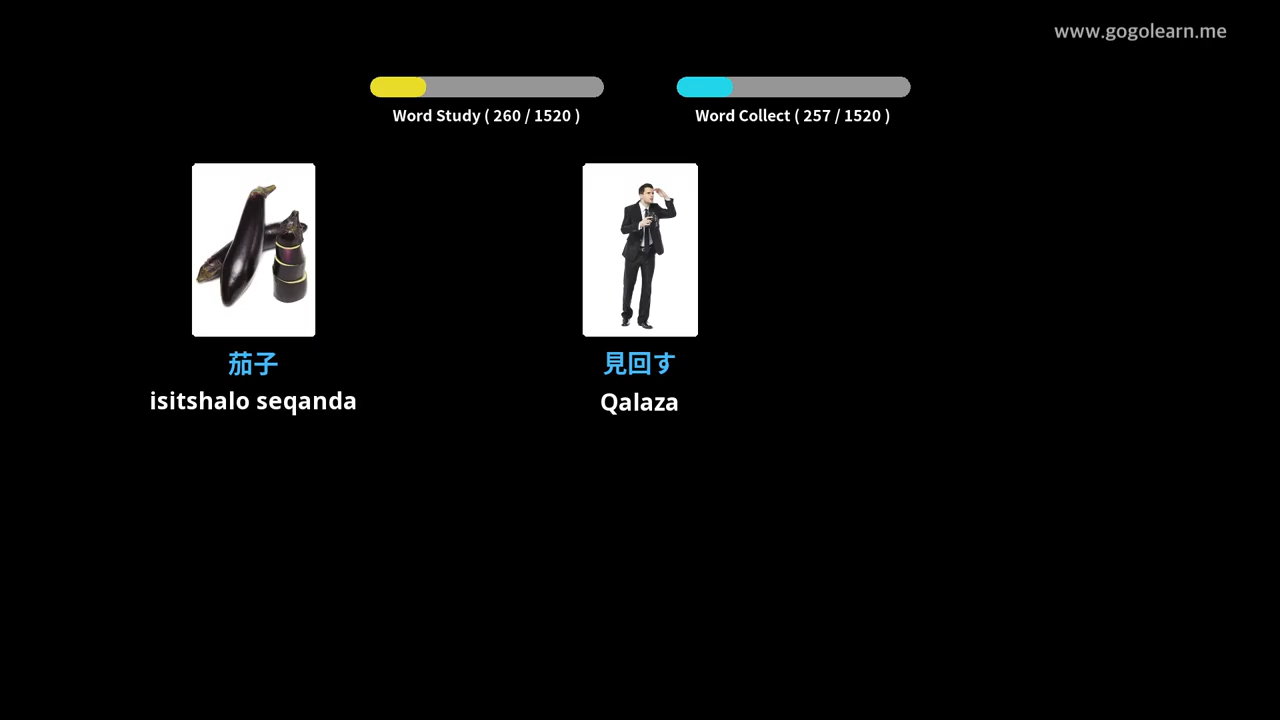 www.gogolearn.me
Word Study ( 260 / 1520 )
Word Collect ( 257 / 1520 )
茄子
isitshalo seqanda
見回す
Qalaza